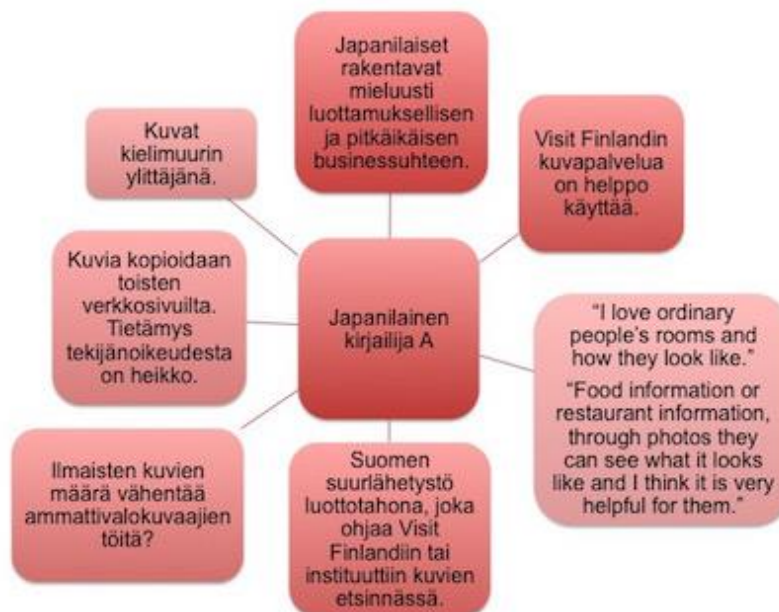 Japanilaiset
rakentavat
mieluusti
luottamuksellisen
ja pitkäikäisen
businessuhteen.
Kuvat
kielimuurin
ylittäjänä.
Visit Finlandin
kuvapalvelua
on helppo
käyttää.
Kuvia kopioidaan
toisten
verkkosivuilta.
Tietämys
tekijänoikeudesta
on heikko.
Japanilainen
kirjailija A
“I love ordinary
people’s rooms and
how they look like.”
“Food information or
restaurant information,
through photos they
can see what it looks
like and I think it is very
helpful for them.”
Ilmaisten kuvien
määrä vähentää
ammattivalokuvaajien
töitä?
Suomen
suurlähetystö
luottotahona, joka
ohjaa Visit
Finlandiin tai
instituuttiin kuvien
etsinnässä.